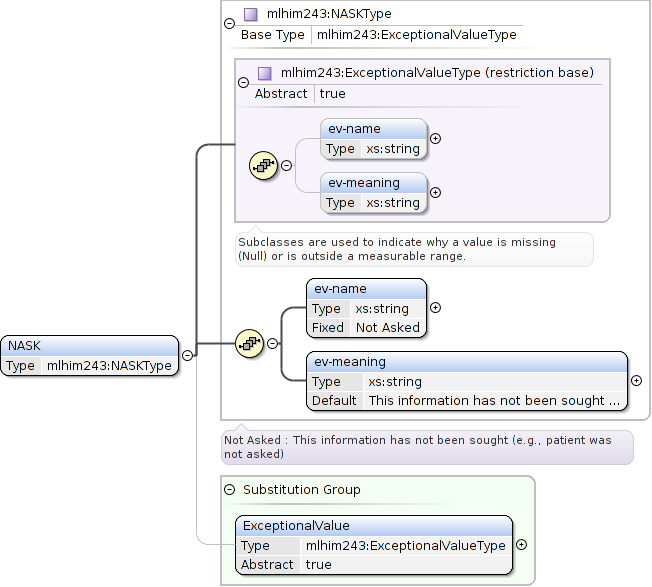 mlhim243:NASKType
Base Type mlhim243:ExceptionalValueType
mlhim243:ExceptionalValueType (restriction base)
Abstract true
ev-name
Type xs:string
ev-meaning
Type xs:string
Subclasses are used to indicate why a value is missing
(Null) or is outside a measurable range.
ev-name
Type xs:string
Fixed Not Asked
NASK
Type mlhim243:NASKType
ev-meaning
Type xs:string
Default This information has not been sought ...
Not Asked : This information has not been sought (e.g., patient was
not asked)
Substitution Group
ExceptionalValue
Type mlhim243:ExceptionalValueType
Abstract true